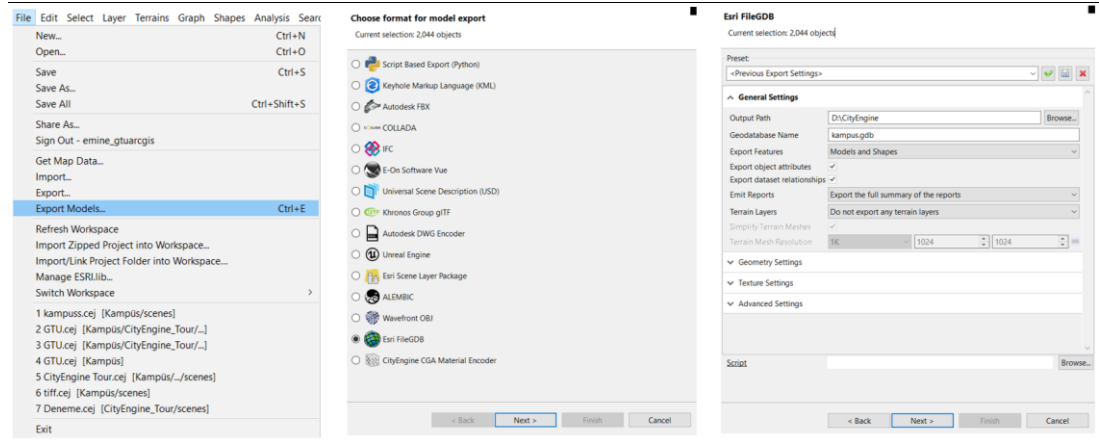 File Edit Select Layer Terrains Graph Shapes Analysis Searc
New... Ctrl+N
Open... Ctrl+O
Save Ctrl+S
Save As...
Save All Ctrl+Shift+S
Share As...
Sign Out - emine_gtuarcgis
Get Map Data...
Import...
Export...
Export Models... Ctrl+E
Refresh Workspace
Import Zipped Project into Workspace...
Import/Link Project Folder into Workspace...
Manage ESRI.lib...
Switch Workspace >
1 kampuss.cej [Kampüs/scenes]
2 GTU.cej [Kampüs/CityEngine_Tour/...]
3 GTU.cej [Kampüs/CityEngine_Tour/...]
4 GTU.cej [Kampüs]
5 CityEngine Tour.cej [Kampüs/.../scenes]
6 tiff.cej [Kampüs/scenes]
7 Deneme.cej [CityEngine_Tour/scenes]
Exit
Choose format for model export
Current selection: 2,044 objects
Script Based Export (Python)
Keyhole Markup Language (KML)
Autodesk FBX
COLLADA
IFC
E-On Software Vue
Universal Scene Description (USD)
Khronos Group glTF
Autodesk DWG Encoder
Unreal Engine
Esri Scene Layer Package
ALEMBIC
Wavefront OBJ
Esri FileGDB
CityEngine CGA Material Encoder
< Back Next > Finish Cancel
Esri FileGDB
Current selection: 2,044 objects
Preset:
<Previous Export Settings>
General Settings
Output Path D:\CityEngine Browse...
Geodatabase Name kampus.gdb
Export Features Models and Shapes
Export object attributes
Export dataset relationships
Emit Reports Export the full summary of the reports
Terrain Layers Do not export any terrain layers
Simplify Terrain Meshes
Terrain Mesh Resolution 1K 1024 1024
Geometry Settings
Texture Settings
Advanced Settings
Script Browse...
< Back Next > Finish Cancel